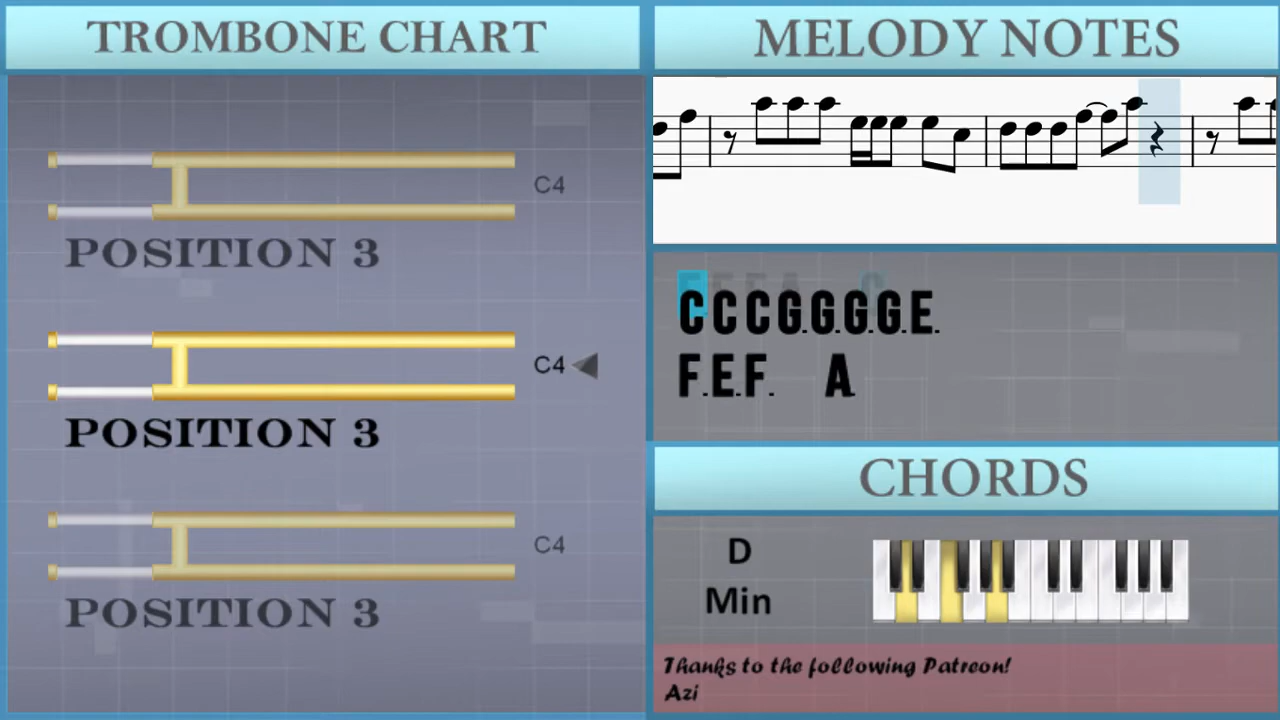 TROMBONE CHART
C4
POSITION 3
C4
POSITION 3
C4
POSITION 3
MELODY NOTES
C C C G. G. G. G. E.
F. E. F. A.
CHORDS
D
Min
Thanks to the following Patreon!
Azi